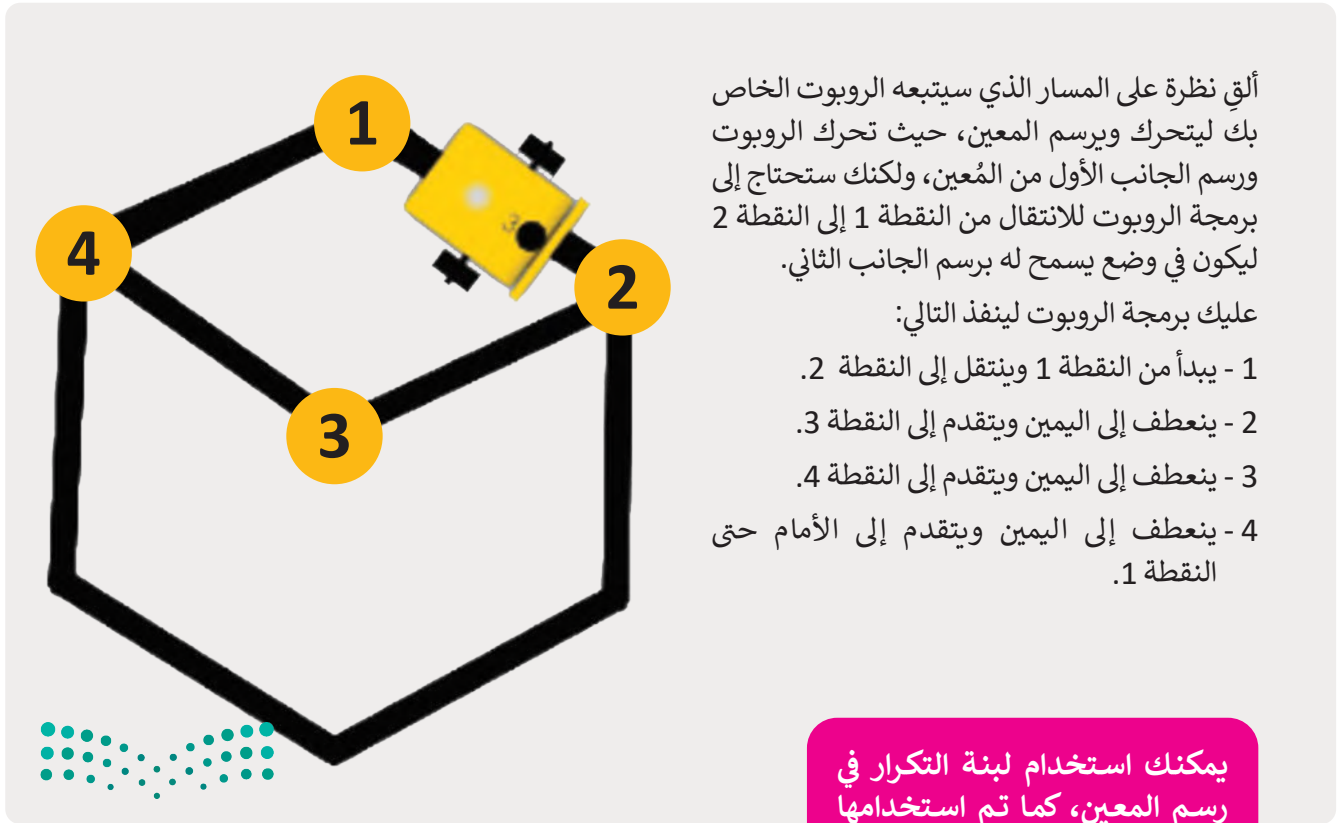 ألقِ نظرة على المسار الذي سيتبعه الروبوت الخاص
بك ليتحرك ويرسم المعين، حيث تحرك الروبوت
ورسم الجانب الأول من المُعين، ولكنك ستحتاج إلى
برمجة الروبوت للانتقال من النقطة 1 إلى النقطة 2
ليكون في وضع يسمح له برسم الجانب الثاني.
عليك برمجة الروبوت لينفذ التالي:
1 - يبدأ من النقطة 1 وينتقل إلى النقطة 2.
2 - ينعطف إلى اليمين ويتقدم إلى النقطة 3.
3 - ينعطف إلى اليمين ويتقدم إلى النقطة 4.
4 - ينعطف إلى اليمين ويتقدم إلى الأمام حتى
النقطة 1.
1
2
3
4
3
يمكنك استخدام لبنة التكرار في
رسم المعين، كما تم استخدامها